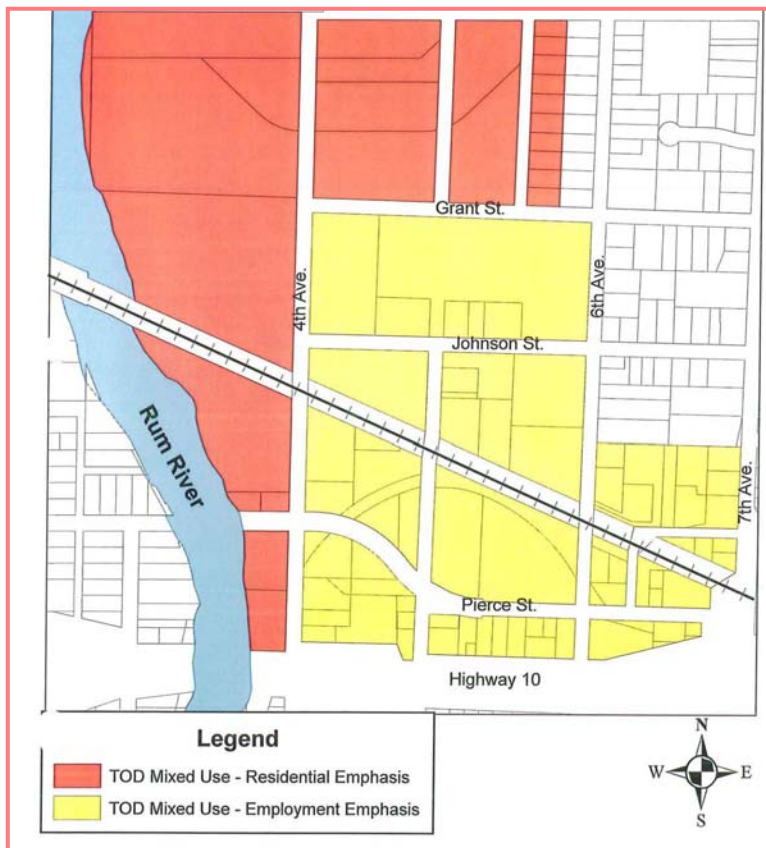 Grant St.
4th Ave.
6th Ave.
Johnson St.
Rum River
7th Ave.
Pierce St.
Highway 10
Legend
TOD Mixed Use - Residential Emphasis
TOD Mixed Use - Employment Emphasis
N
W E
S